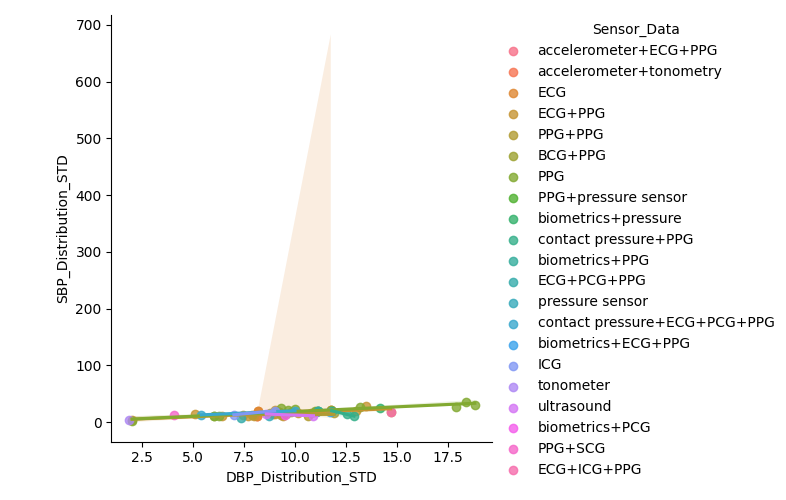 Sensor_Data
accelerometer+ECG+PPG
accelerometer+tonometry
ECG
ECG+PPG
PPG+PPG
BCG+PPG
PPG
PPG+pressure sensor
biometrics+pressure
contact pressure+PPG
biometrics+PPG
ECG+PCG+PPG
pressure sensor
contact pressure+ECG+PCG+PPG
biometrics+ECG+PPG
ICG
tonometer
ultrasound
biometrics+PCG
PPG+SCG
ECG+ICG+PPG
SBP_Distribution_STD
700
600
500
400
300
200
100
0
2.5 5.0 7.5 10.0 12.5 15.0 17.5
DBP_Distribution_STD